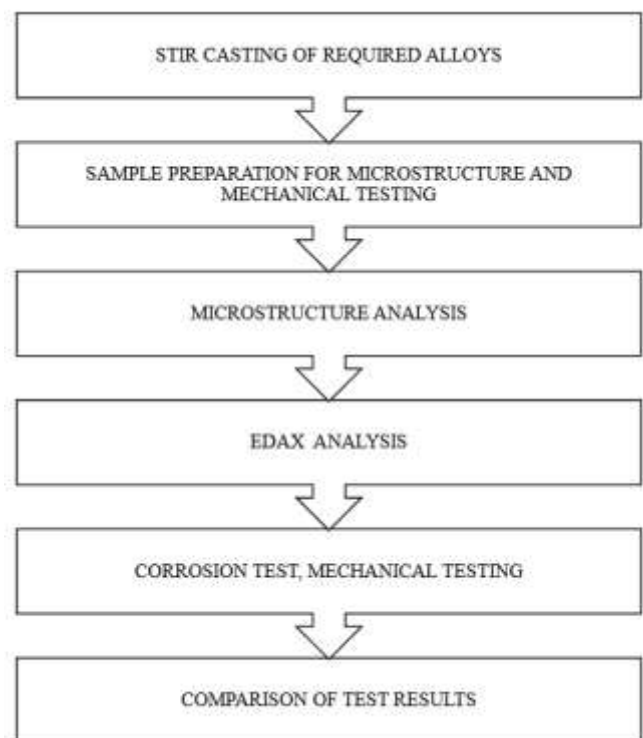 STIR CASTING OF REQUIRED ALLOYS
SAMPLE PREPARATION FOR MICROSTRUCTURE AND
MECHANICAL TESTING
MICROSTRUCTURE ANALYSIS
EDAX ANALYSIS
CORROSION TEST, MECHANICAL TESTING
COMPARISON OF TEST RESULTS